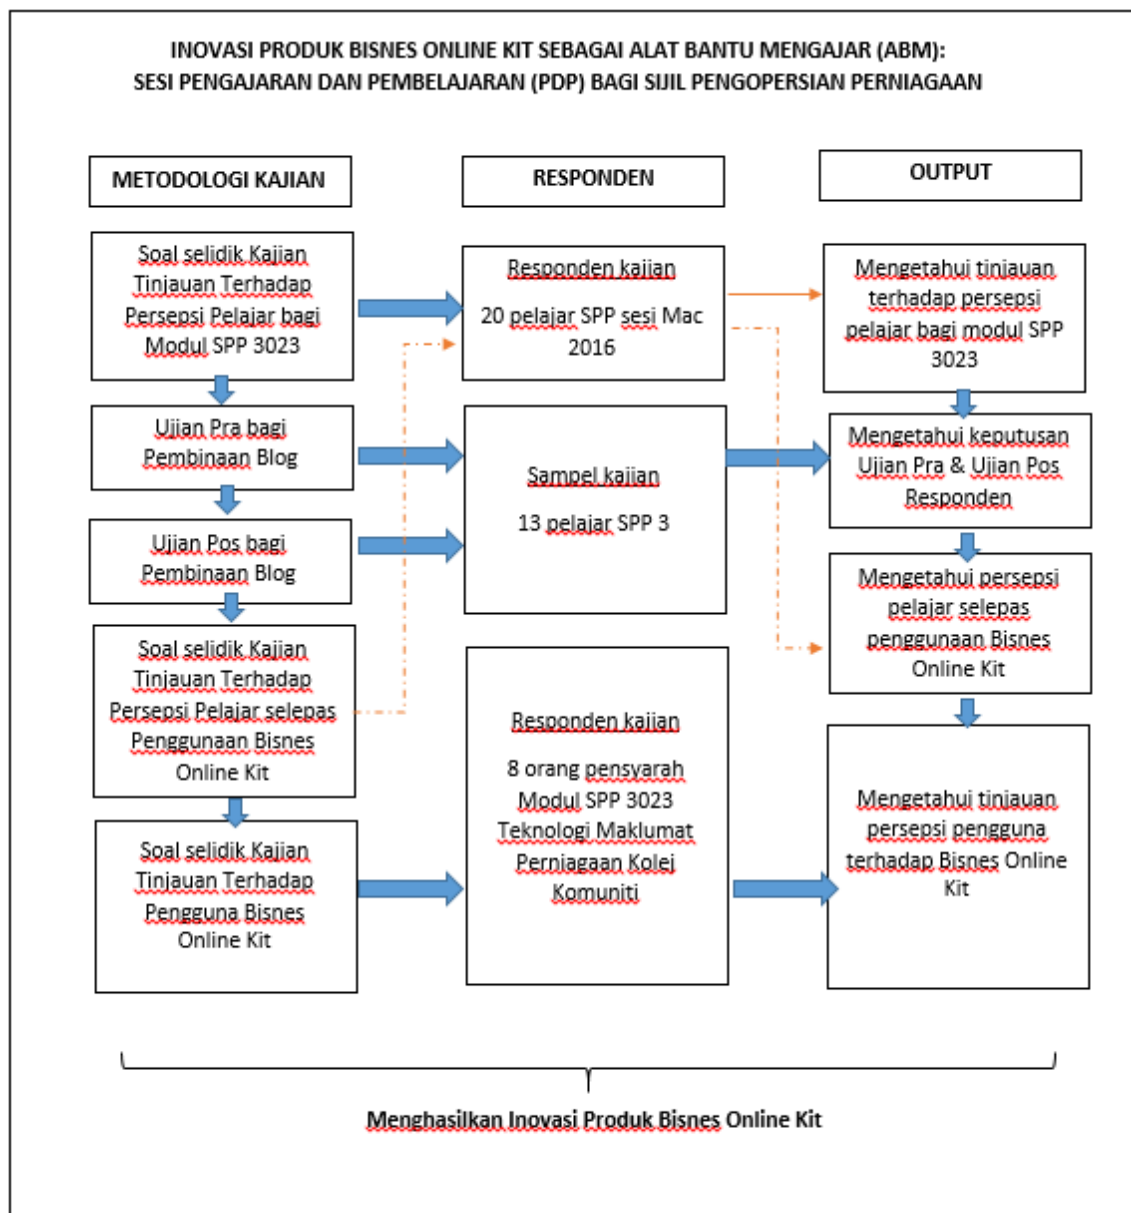 INOVASI PRODUK BISNES ONLINE KIT SEBAGAI ALAT BANTU MENGAJAR (ABM):
SESI PENGAJARAN DAN PEMBELAJARAN (PDP) BAGI SIJIL PENGOPERSIAN PERNIAGAAN
METODOLOGI KAJIAN
Soal selidik Kajian
Tinjauan Terhadap
Persepsi Pelajar bagi
Modul SPP 3023
Ujian Pra bagi
Pembinaan Blog
Ujian Pos bagi
Pembinaan Blog
Soal selidik Kajian
Tinjauan Terhadap
Persepsi Pelajar selepas
Penggunaan Bisnes
Online Kit
Soal selidik Kajian
Tinjauan Terhadap
Pengguna Bisnes
Online Kit
RESPONDEN
Responden kajian
20 pelajar SPP sesi Mac
2016
Sampel kajian
13 pelajar SPP 3
Responden kajian
8 orang pensyarah
Modul SPP 3023
Teknologi Maklumat
Perniagaan Kolej
Komuniti
OUTPUT
Mengetahui tinjauan
terhadap persepsi
pelajar bagi modul SPP
3023
Mengetahui keputusan
Ujian Pra & Ujian Pos
Responden
Mengetahui persepsi
pelajar selepas
penggunaan Bisnes
Online Kit
Mengetahui tinjauan
persepsi pengguna
terhadap Bisnes Online
Kit
Menghasilkan Inovasi Produk Bisnes Online Kit